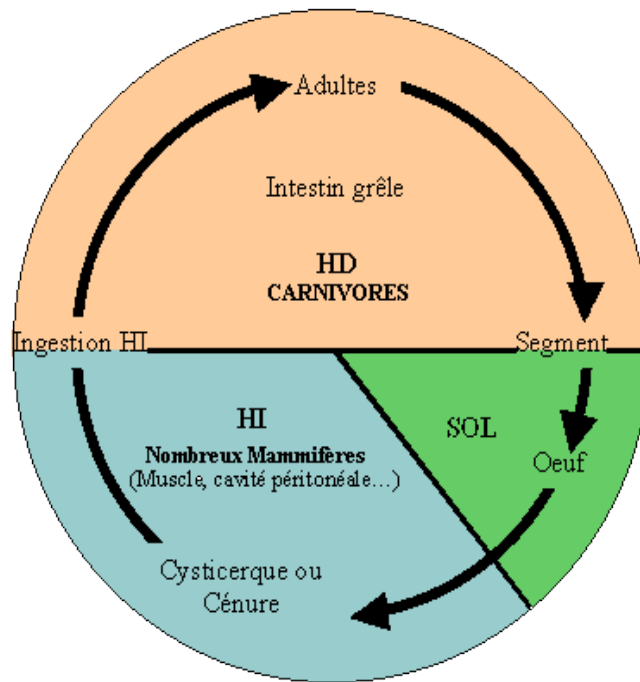 Adultes
Intestin grêle
HD
CARNIVORES
Ingestion HI
Segment
HI
Nombreux Mammifères
(Muscle, cavité péritonéale...)
SOL
Oeuf
Cysticerque ou
Cénure